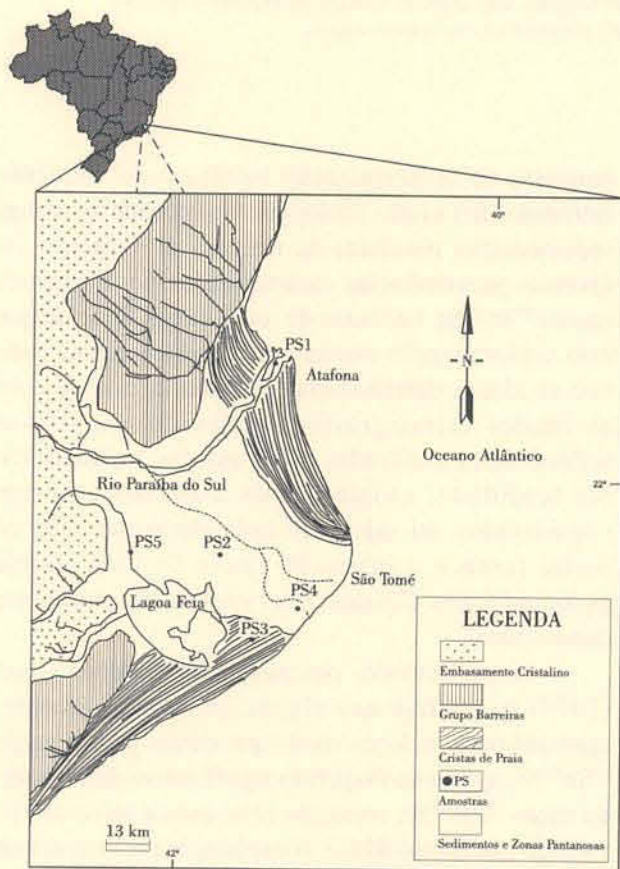 40°
PS1
Atafona
N
Oceano Atlântico
22°
Rio Paraíba do Sul
PS5
PS2
São Tomé
PS4
Lagoa Feia
PS3
LEGENDA
Embasamento Cristalino
Grupo Barreiras
Cristas de Praia
PS
Amostras
Sedimentos e Zonas Pantanosas
13 km
42°